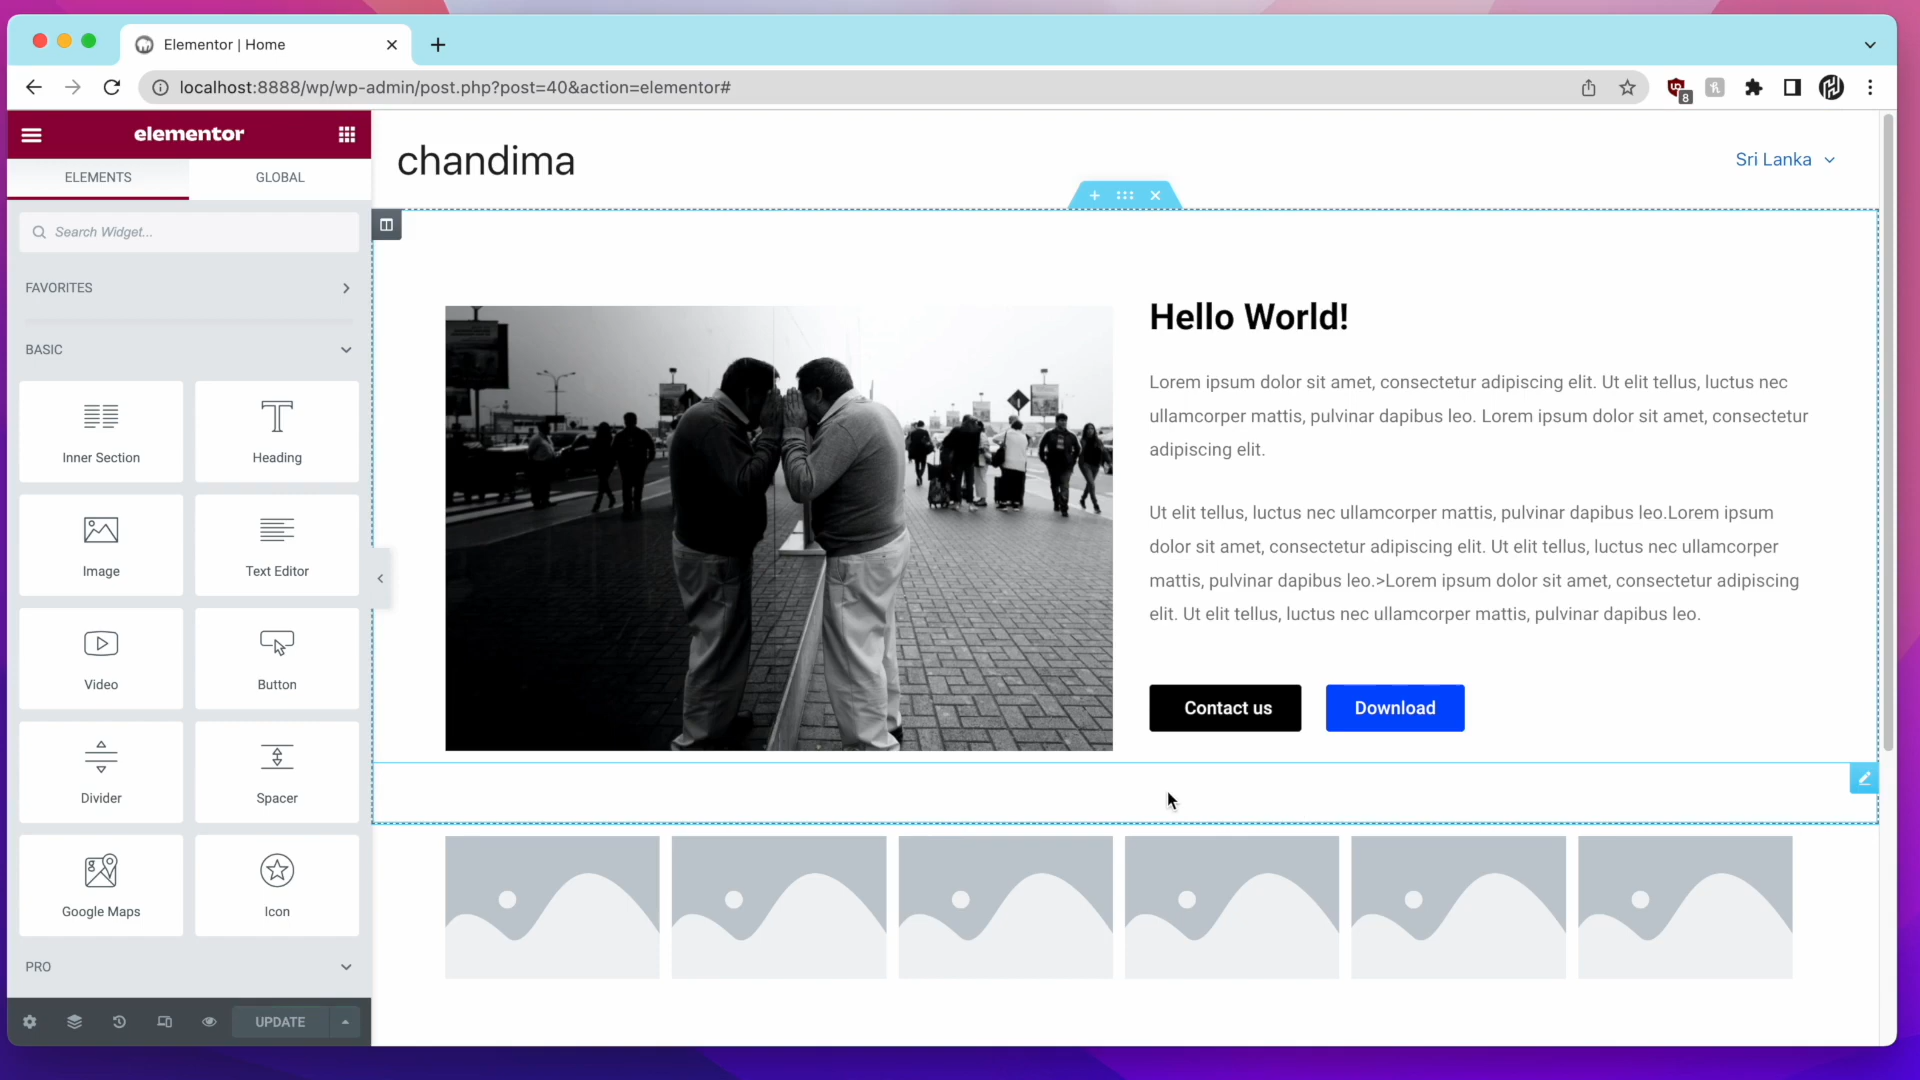 Elementor | Home
localhost:8888/wp/wp-admin/post.php?post=40&action=elementor#
8
elementor
ELEMENTS
GLOBAL
Search Widget...
FAVORITES
BASIC
Inner Section
Heading
Image
Text Editor
Video
Button
Divider
Spacer
Google Maps
Icon
PRO
UPDATE
chandima
Sri Lanka
Hello World!
Lorem ipsum dolor sit amet, consectetur adipiscing elit. Ut elit tellus, luctus nec
ullamcorper mattis, pulvinar dapibus leo. Lorem ipsum dolor sit amet, consectetur
adipiscing elit.
Ut elit tellus, luctus nec ullamcorper mattis, pulvinar dapibus leo.Lorem ipsum
dolor sit amet, consectetur adipiscing elit. Ut elit tellus, luctus nec ullamcorper
mattis, pulvinar dapibus leo.>Lorem ipsum dolor sit amet, consectetur adipiscing
elit. Ut elit tellus, luctus nec ullamcorper mattis, pulvinar dapibus leo.
Contact us
Download